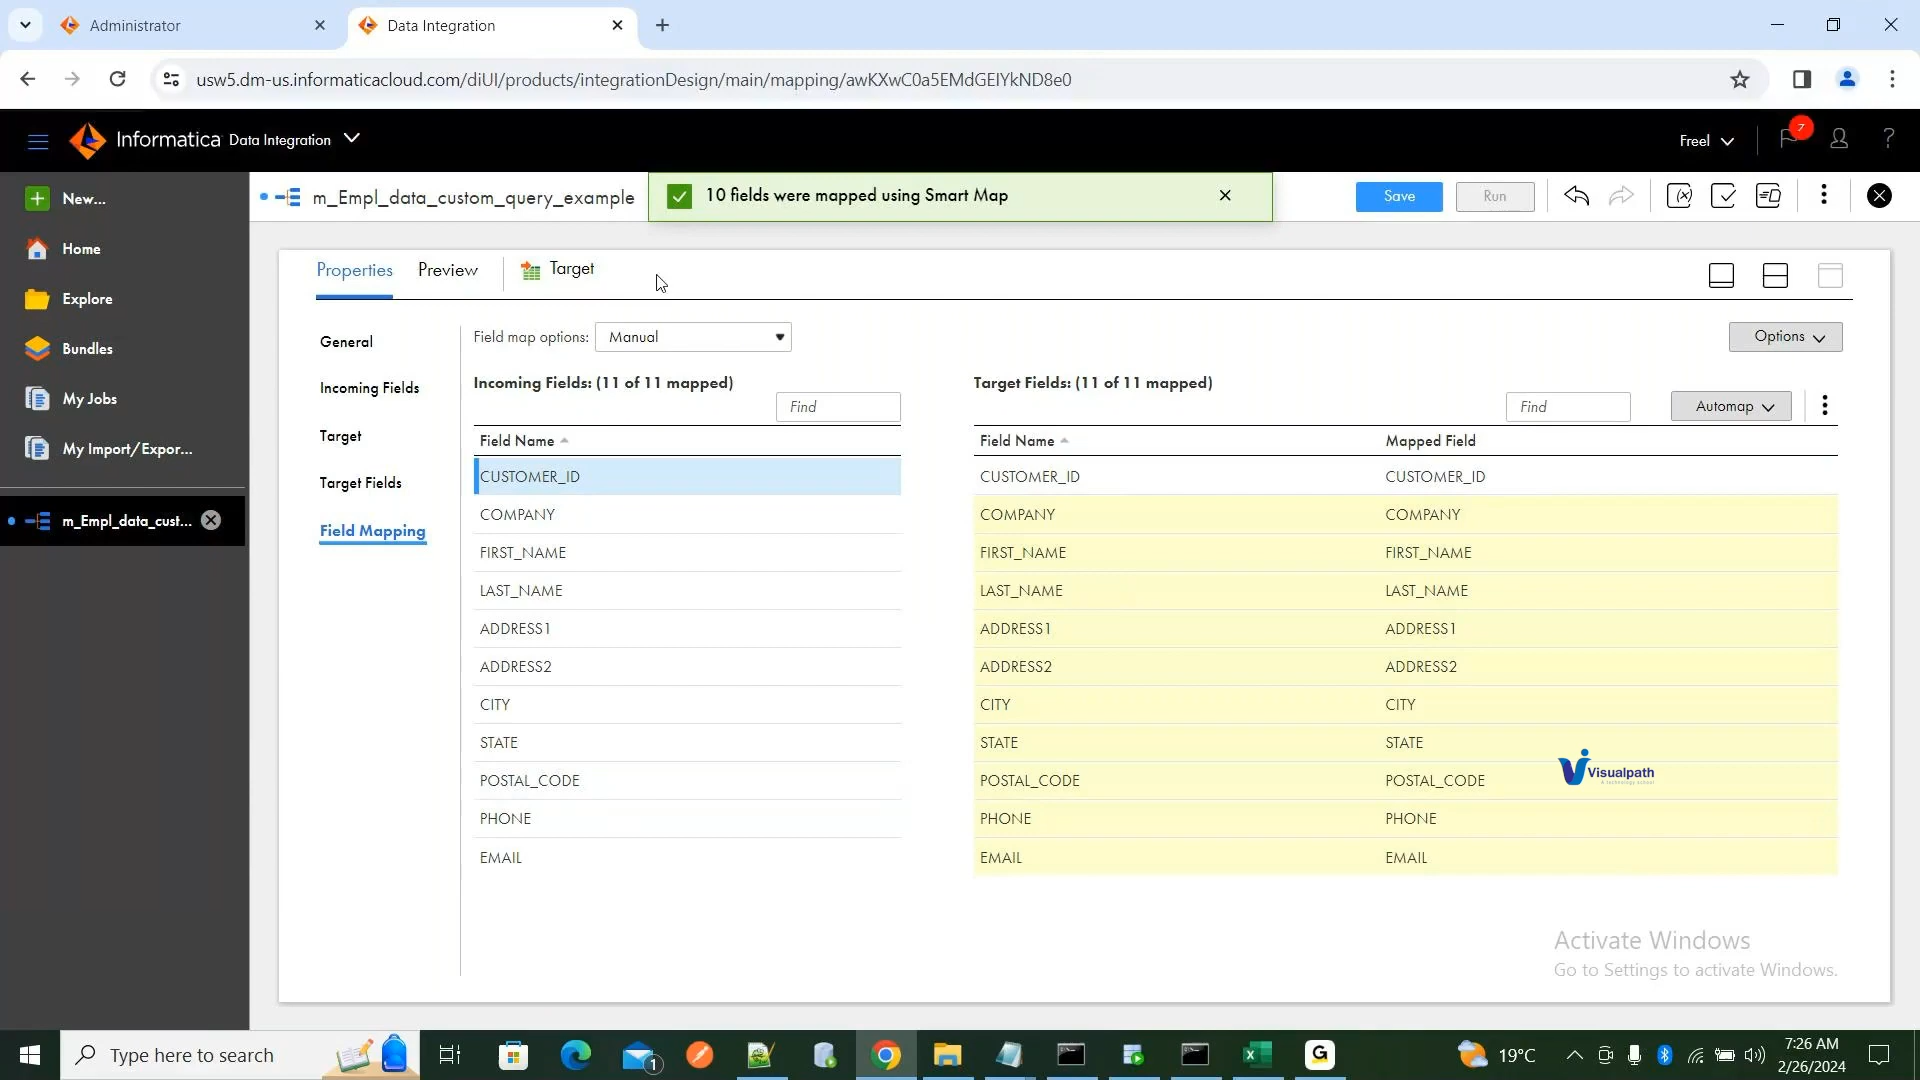 Administrator
Data Integration
usw5.dm-us.informaticacloud.com/diUI/products/integrationDesign/main/mapping/awKXwC0a5EMdGEIYkND8e0
Informatica Data Integration
Freel
7
?
New...
Home
Explore
Bundles
My Jobs
My Import/Expor...
m_Empl_data_cust...
m_Empl_data_custom_query_example
10 fields were mapped using Smart Map
Save
Run
Properties
Preview
Target
General
Incoming Fields
Target
Target Fields
Field Mapping
Field map options:
Manual
Options
Incoming Fields: (11 of 11 mapped)
Find
Field Name
CUSTOMER_ID
COMPANY
FIRST_NAME
LAST_NAME
ADDRESS1
ADDRESS2
CITY
STATE
POSTAL_CODE
PHONE
EMAIL
Target Fields: (11 of 11 mapped)
Find
Automap
Field Name Mapped Field
CUSTOMER_ID CUSTOMER_ID
COMPANY COMPANY
FIRST_NAME FIRST_NAME
LAST_NAME LAST_NAME
ADDRESS1 ADDRESS1
ADDRESS2 ADDRESS2
CITY CITY
STATE STATE
POSTAL_CODE POSTAL_CODE
PHONE PHONE
EMAIL EMAIL
Visualpath
Activate Windows
Go to Settings to activate Windows.
Type here to search
1
G
19°C
7:26 AM
2/26/2024